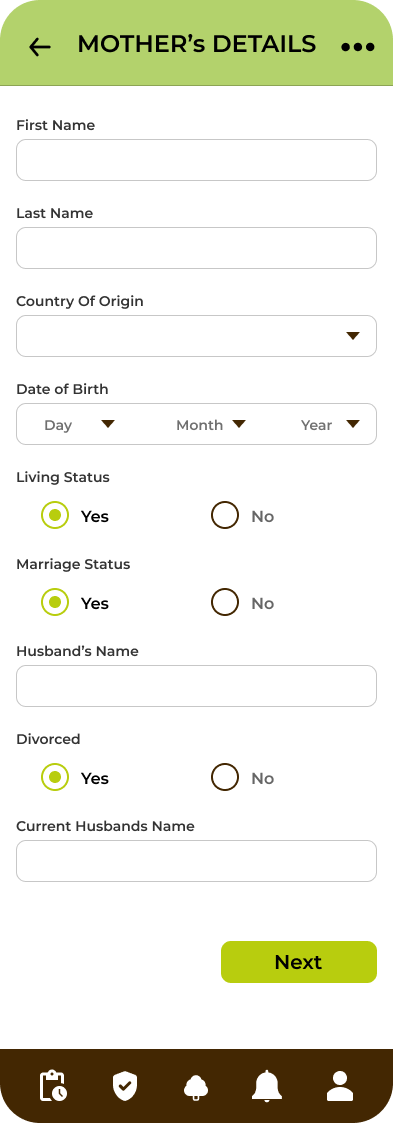 MOTHER’s DETAILS
First Name
Last Name
Country Of Origin
Date of Birth
Day Month Year
Living Status
Yes No
Marriage Status
Yes No
Husband’s Name
Divorced
Yes No
Current Husbands Name
Next